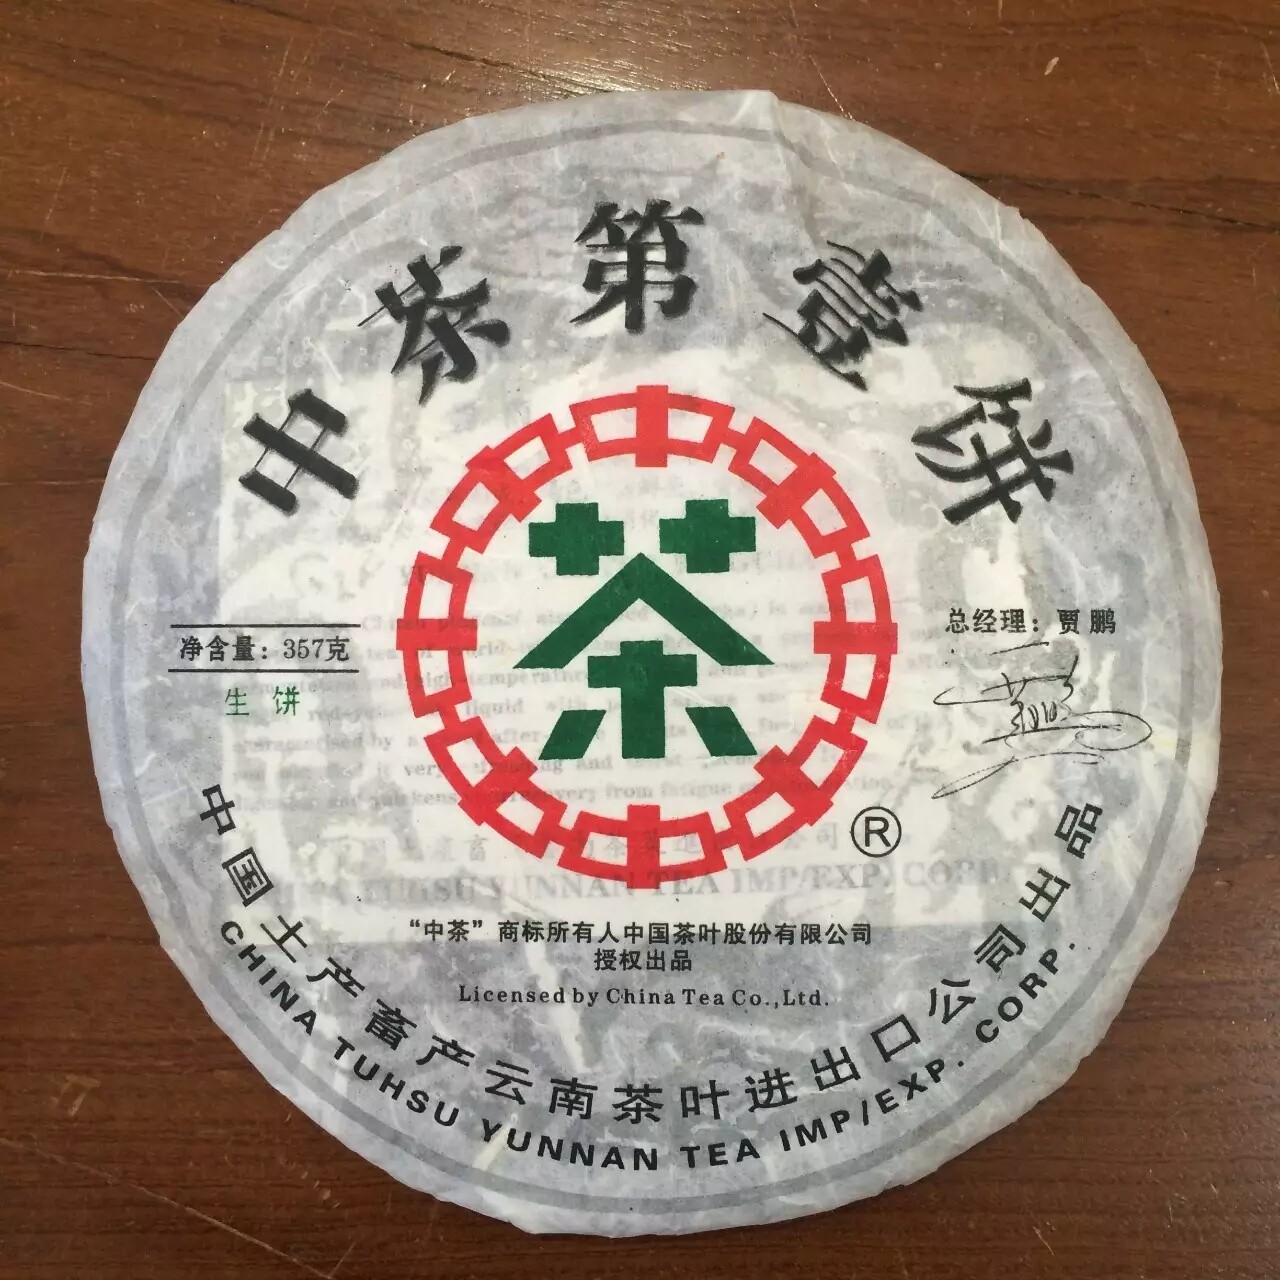 中茶第壹饼
茶
®
净含量：357克
生饼
总经理：贾鹏
“中茶”商标所有人中国茶叶股份有限公司
授权出品
Licensed by China Tea Co.,Ltd.
中国土产畜产云南茶叶进出口公司出品
CHINA TUHSU YUNNAN TEA IMP/EXP. CORP.